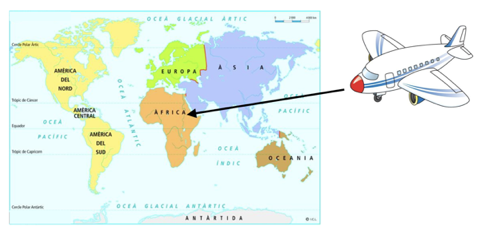 OCEÀ GLACIAL ÀRTIC
Cercle Polar Àrtic
AMÈRICA
DEL
NORD
EUROPA
ÀSIA
Tròpic de Càncer
OCEÀ
ATLÀNTIC
OCEÀ
PACÍFIC
AMÈRICA
CENTRAL
ÀFRICA
Equador
OCEÀ
PACÍFIC
AMÈRICA
DEL
SUD
OCEÀ
ÍNDIC
Tròpic de Capricorn
OCEANIA
Cercle Polar Antàrtic
OCEÀ GLACIAL ANTÀRTIC
ANTÀRTIDA